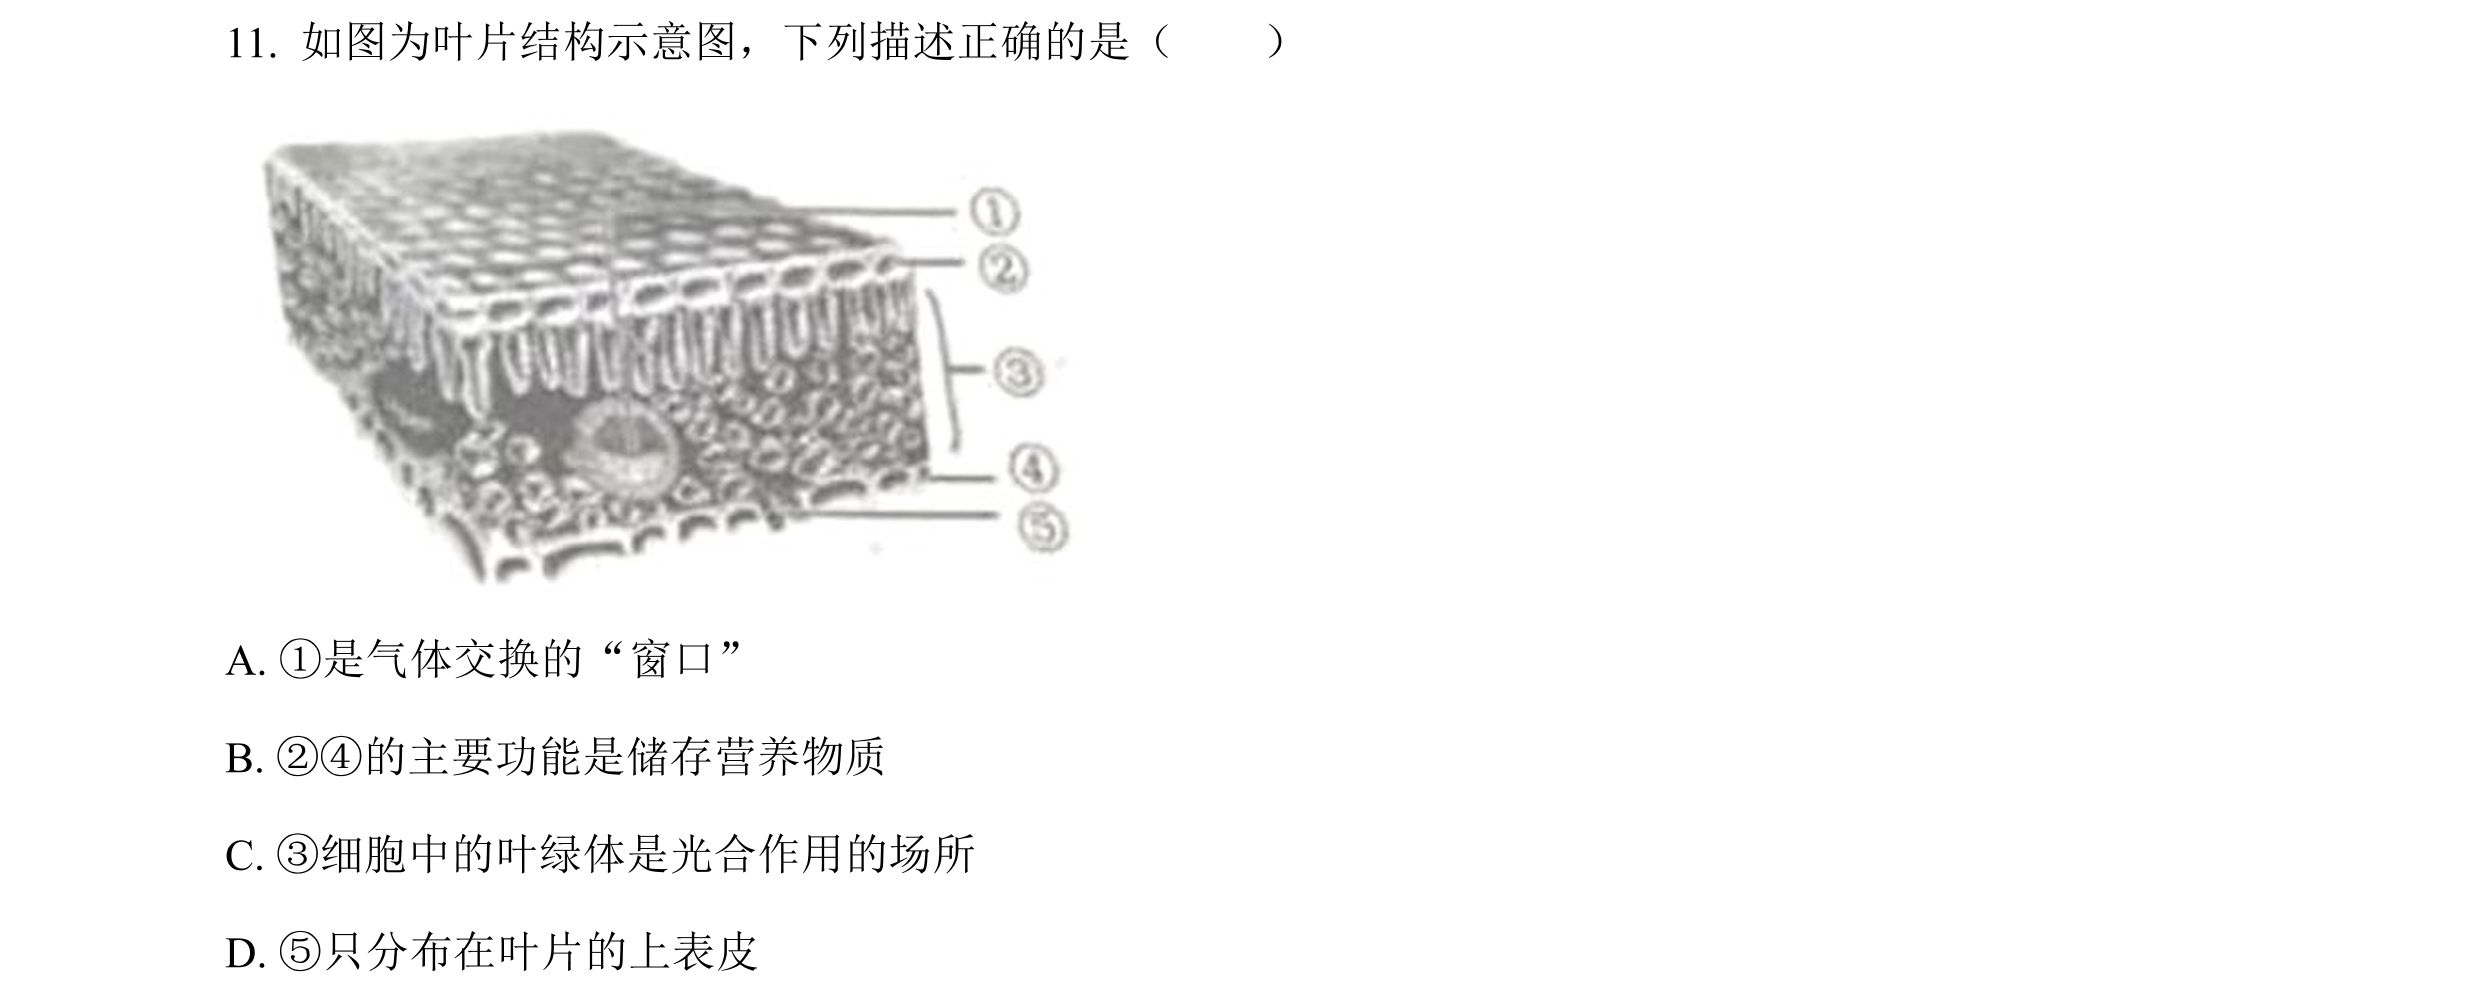 11. 如图为叶片结构示意图，下列描述正确的是（　　）
①
②
③
④
⑤
A. ①是气体交换的“窗口”
B. ②④的主要功能是储存营养物质
C. ③细胞中的叶绿体是光合作用的场所
D. ⑤只分布在叶片的上表皮